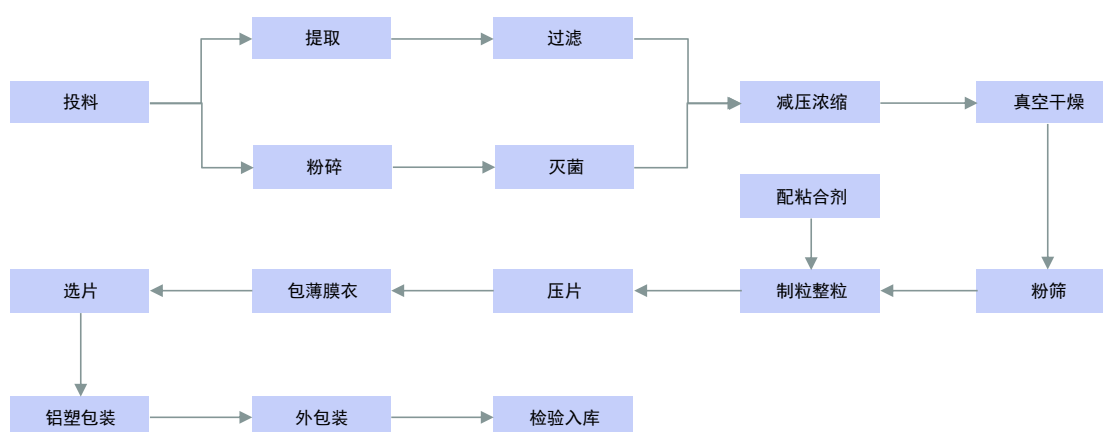 提取
过滤
投料
减压浓缩
真空干燥
粉碎
灭菌
配粘合剂
选片
包薄膜衣
压片
制粒整粒
粉筛
铝塑包装
外包装
检验入库